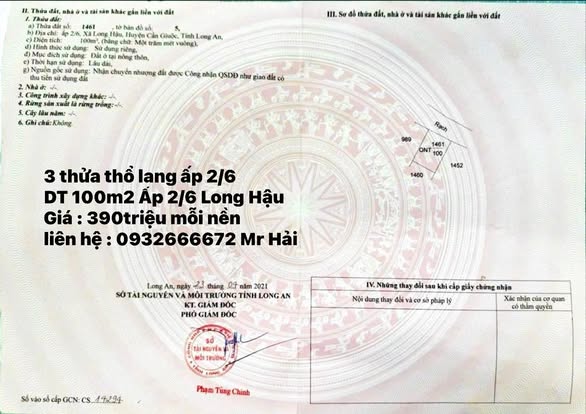 II. Thửa đất, nhà ở và tài sản khác gắn liền với đất
1. Thửa đất:
a) Thửa đất số: 1461 , tờ bản đồ số: 5,
b) Địa chỉ: ấp 2/6, Xã Long Hậu, Huyện Cần Giuộc, Tỉnh Long An,
c) Diện tích: 100m², (bằng chữ: Một trăm mét vuông),
d) Hình thức sử dụng: Sử dụng riêng,
đ) Mục đích sử dụng: Đất ở tại nông thôn,
e) Thời hạn sử dụng: Lâu dài,
g) Nguồn gốc sử dụng: Nhận chuyển nhượng đất được Công nhận QSDĐ như giao đất có
thu tiền sử dụng đất
2. Nhà ở: -/-
3. Công trình xây dựng khác: -/-
4. Rừng sản xuất là rừng trồng: -/-
5. Cây lâu năm: -/-
6. Ghi chú: Không.
III. Sơ đồ thửa đất, nhà ở và tài sản khác gắn liền với đất
Rạch
989
1461
ONT
100
1452
1460
3 thửa thổ lang ấp 2/6
DT 100m2 Ấp 2/6 Long Hậu
Giá : 390triệu mỗi nền
liên hệ : 0932666672 Mr Hải
Long An, ngày 23 tháng 04 năm 2021
SỞ TÀI NGUYÊN VÀ MÔI TRƯỜNG TỈNH LONG AN
KT. GIÁM ĐỐC
PHÓ GIÁM ĐỐC
SỞ
TÀI NGUYÊN
VÀ
MÔI TRƯỜNG
Phạm Tùng Chinh
Số vào sổ cấp GCN: CS
IV. Những thay đổi sau khi cấp giấy chứng nhận
Nội dung thay đổi và cơ sở pháp lý
Xác nhận của cơ quan
có thẩm quyền